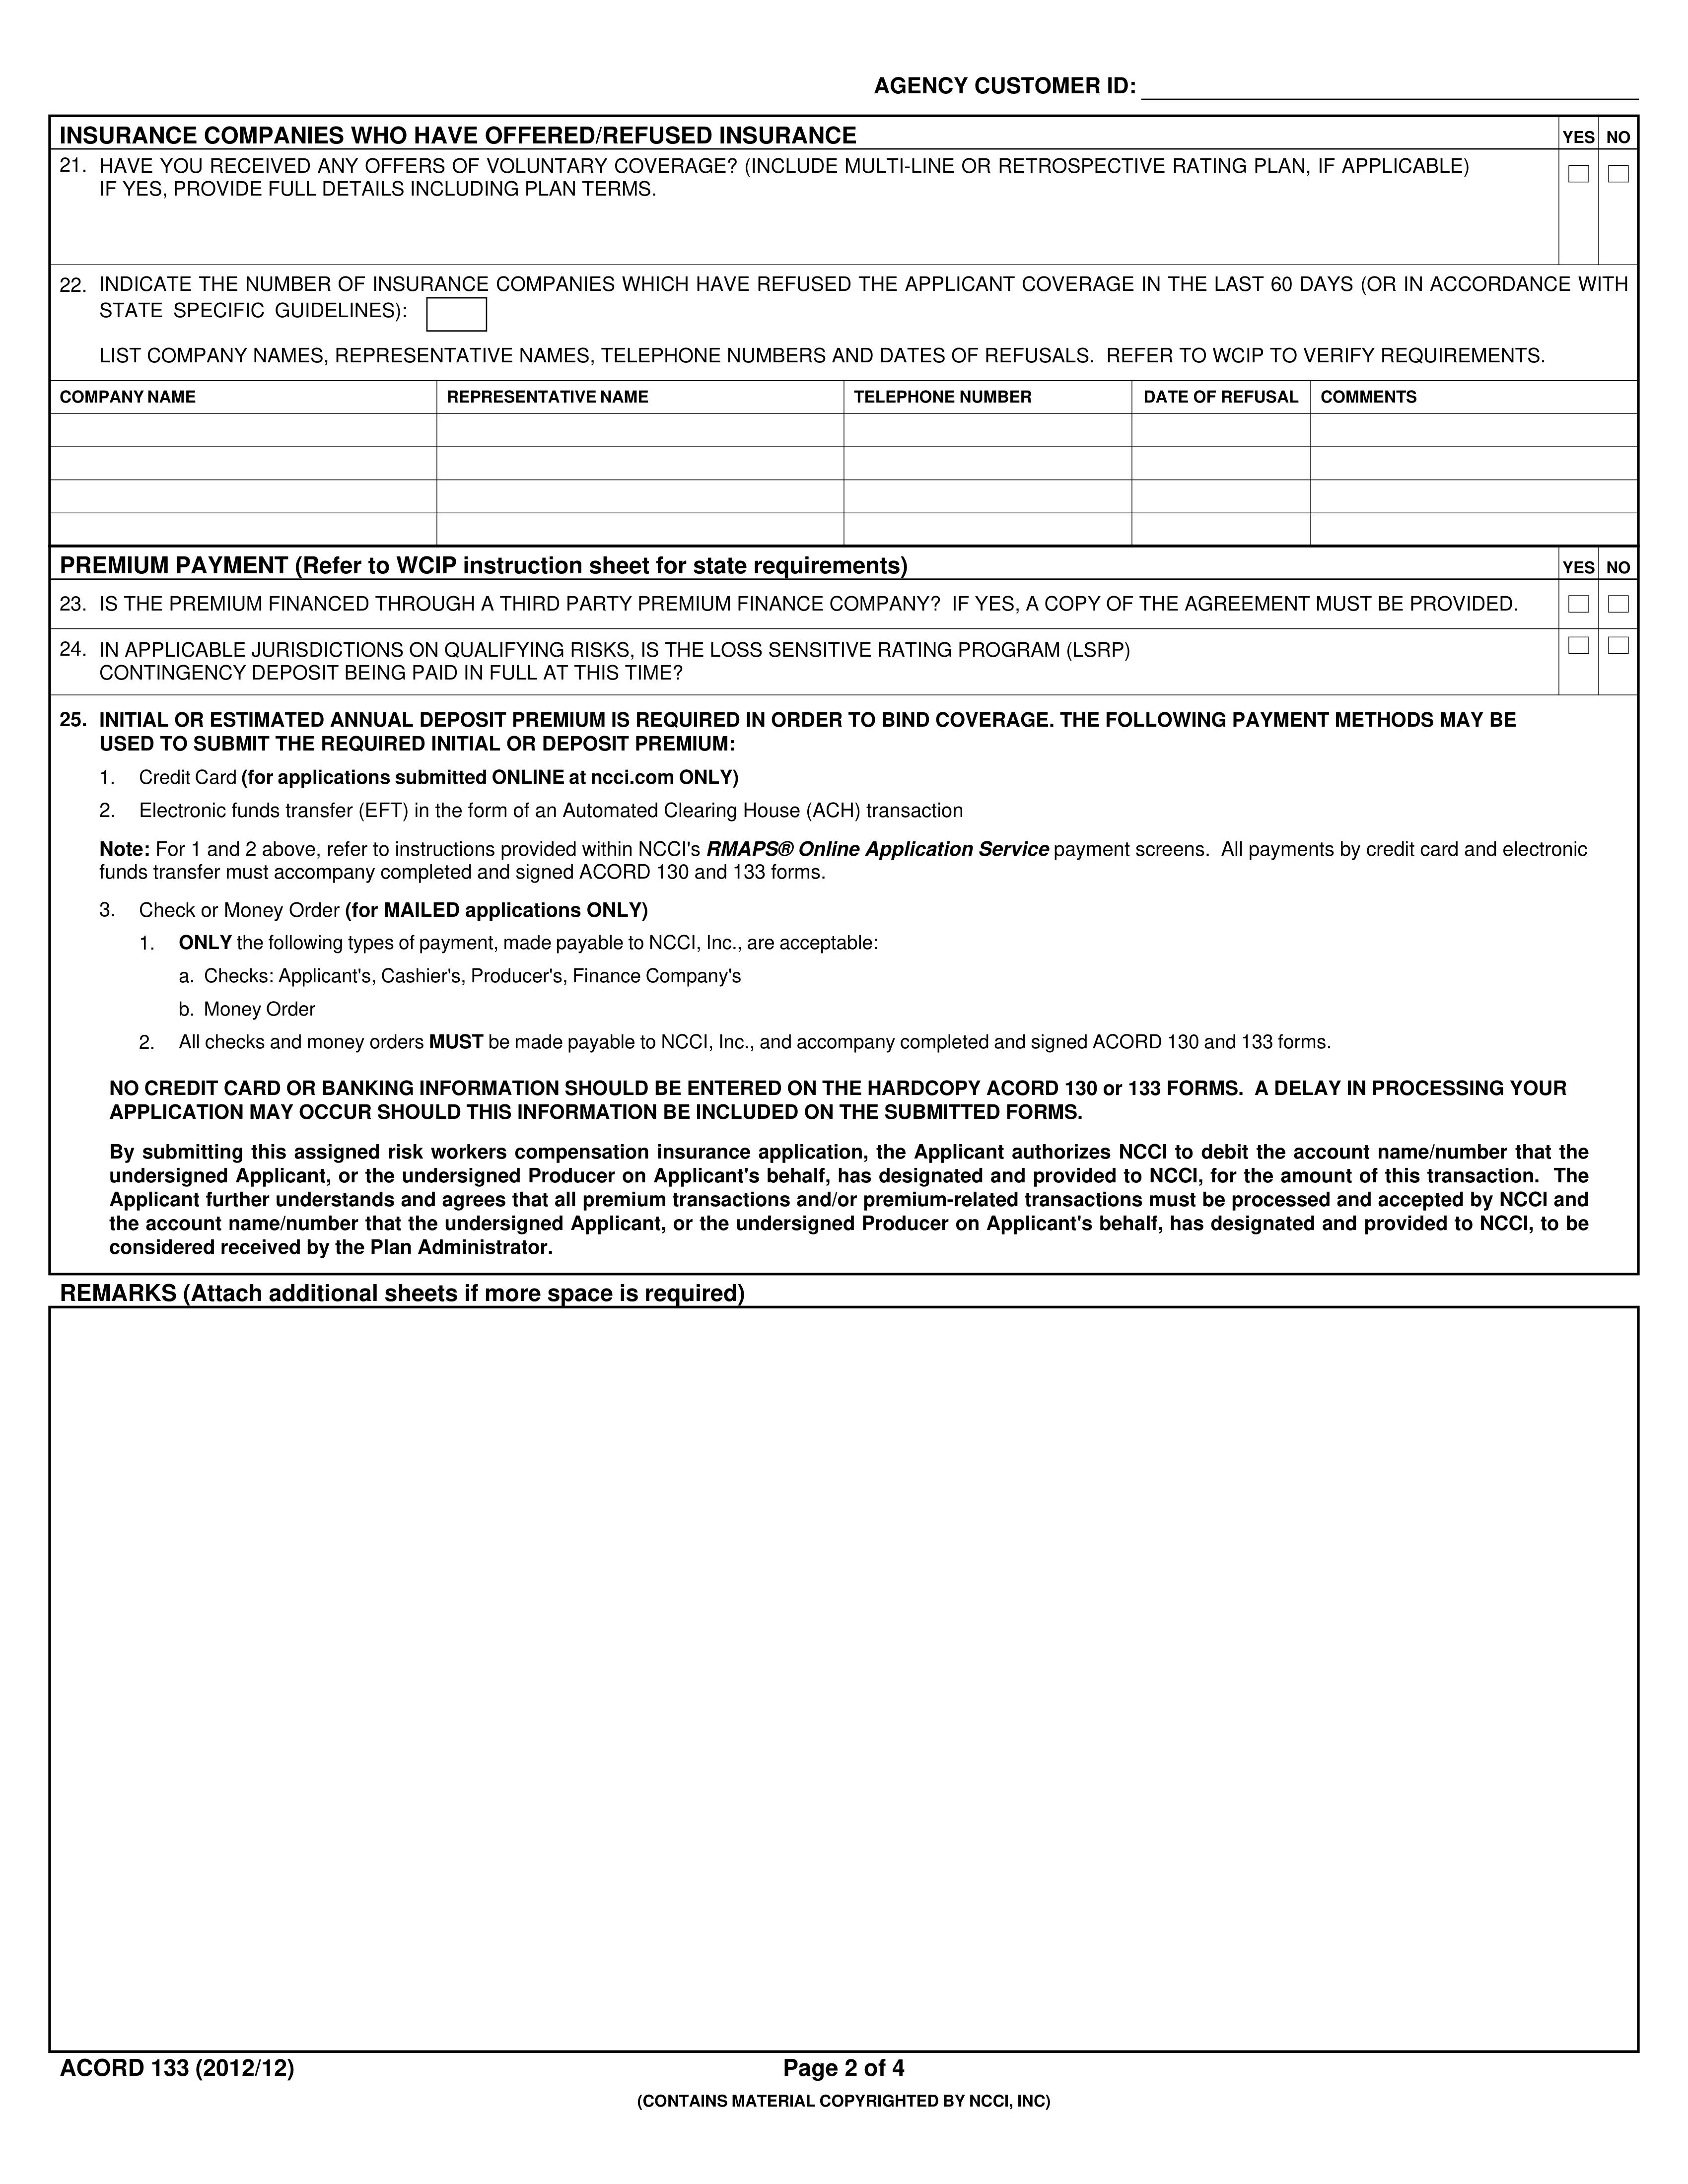 AGENCY CUSTOMER ID:
INSURANCE COMPANIES WHO HAVE OFFERED/REFUSED INSURANCE YES NO
21. HAVE YOU RECEIVED ANY OFFERS OF VOLUNTARY COVERAGE? (INCLUDE MULTI-LINE OR RETROSPECTIVE RATING PLAN, IF APPLICABLE)
IF YES, PROVIDE FULL DETAILS INCLUDING PLAN TERMS.
22. INDICATE THE NUMBER OF INSURANCE COMPANIES WHICH HAVE REFUSED THE APPLICANT COVERAGE IN THE LAST 60 DAYS (OR IN ACCORDANCE WITH
STATE SPECIFIC GUIDELINES):
LIST COMPANY NAMES, REPRESENTATIVE NAMES, TELEPHONE NUMBERS AND DATES OF REFUSALS. REFER TO WCIP TO VERIFY REQUIREMENTS.
COMPANY NAME REPRESENTATIVE NAME TELEPHONE NUMBER DATE OF REFUSAL COMMENTS
PREMIUM PAYMENT (Refer to WCIP instruction sheet for state requirements) YES NO
23. IS THE PREMIUM FINANCED THROUGH A THIRD PARTY PREMIUM FINANCE COMPANY? IF YES, A COPY OF THE AGREEMENT MUST BE PROVIDED.
24. IN APPLICABLE JURISDICTIONS ON QUALIFYING RISKS, IS THE LOSS SENSITIVE RATING PROGRAM (LSRP)
CONTINGENCY DEPOSIT BEING PAID IN FULL AT THIS TIME?
25. INITIAL OR ESTIMATED ANNUAL DEPOSIT PREMIUM IS REQUIRED IN ORDER TO BIND COVERAGE. THE FOLLOWING PAYMENT METHODS MAY BE
USED TO SUBMIT THE REQUIRED INITIAL OR DEPOSIT PREMIUM:
1. Credit Card (for applications submitted ONLINE at ncci.com ONLY)
2. Electronic funds transfer (EFT) in the form of an Automated Clearing House (ACH) transaction
Note: For 1 and 2 above, refer to instructions provided within NCCI's RMAPS® Online Application Service payment screens. All payments by credit card and electronic
funds transfer must accompany completed and signed ACORD 130 and 133 forms.
3. Check or Money Order (for MAILED applications ONLY)
1. ONLY the following types of payment, made payable to NCCI, Inc., are acceptable:
a. Checks: Applicant's, Cashier's, Producer's, Finance Company's
b. Money Order
2. All checks and money orders MUST be made payable to NCCI, Inc., and accompany completed and signed ACORD 130 and 133 forms.
NO CREDIT CARD OR BANKING INFORMATION SHOULD BE ENTERED ON THE HARDCOPY ACORD 130 or 133 FORMS. A DELAY IN PROCESSING YOUR
APPLICATION MAY OCCUR SHOULD THIS INFORMATION BE INCLUDED ON THE SUBMITTED FORMS.
By submitting this assigned risk workers compensation insurance application, the Applicant authorizes NCCI to debit the account name/number that the
undersigned Applicant, or the undersigned Producer on Applicant's behalf, has designated and provided to NCCI, for the amount of this transaction. The
Applicant further understands and agrees that all premium transactions and/or premium-related transactions must be processed and accepted by NCCI and
the account name/number that the undersigned Applicant, or the undersigned Producer on Applicant's behalf, has designated and provided to NCCI, to be
considered received by the Plan Administrator.
REMARKS (Attach additional sheets if more space is required)
ACORD 133 (2012/12) Page 2 of 4
(CONTAINS MATERIAL COPYRIGHTED BY NCCI, INC)